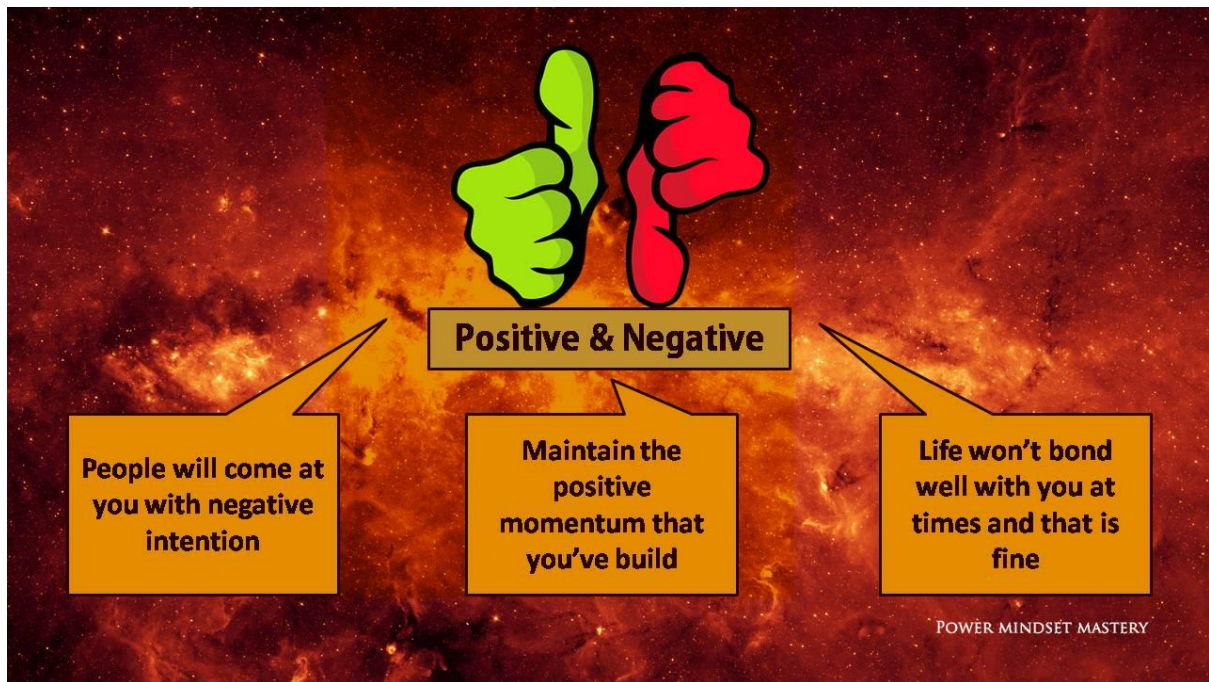 Positive & Negative
People will come at
you with negative
intention
Maintain the
positive
momentum that
you've build
Life won't bond
well with you at
times and that is
fine
POWER MINDSET MASTERY